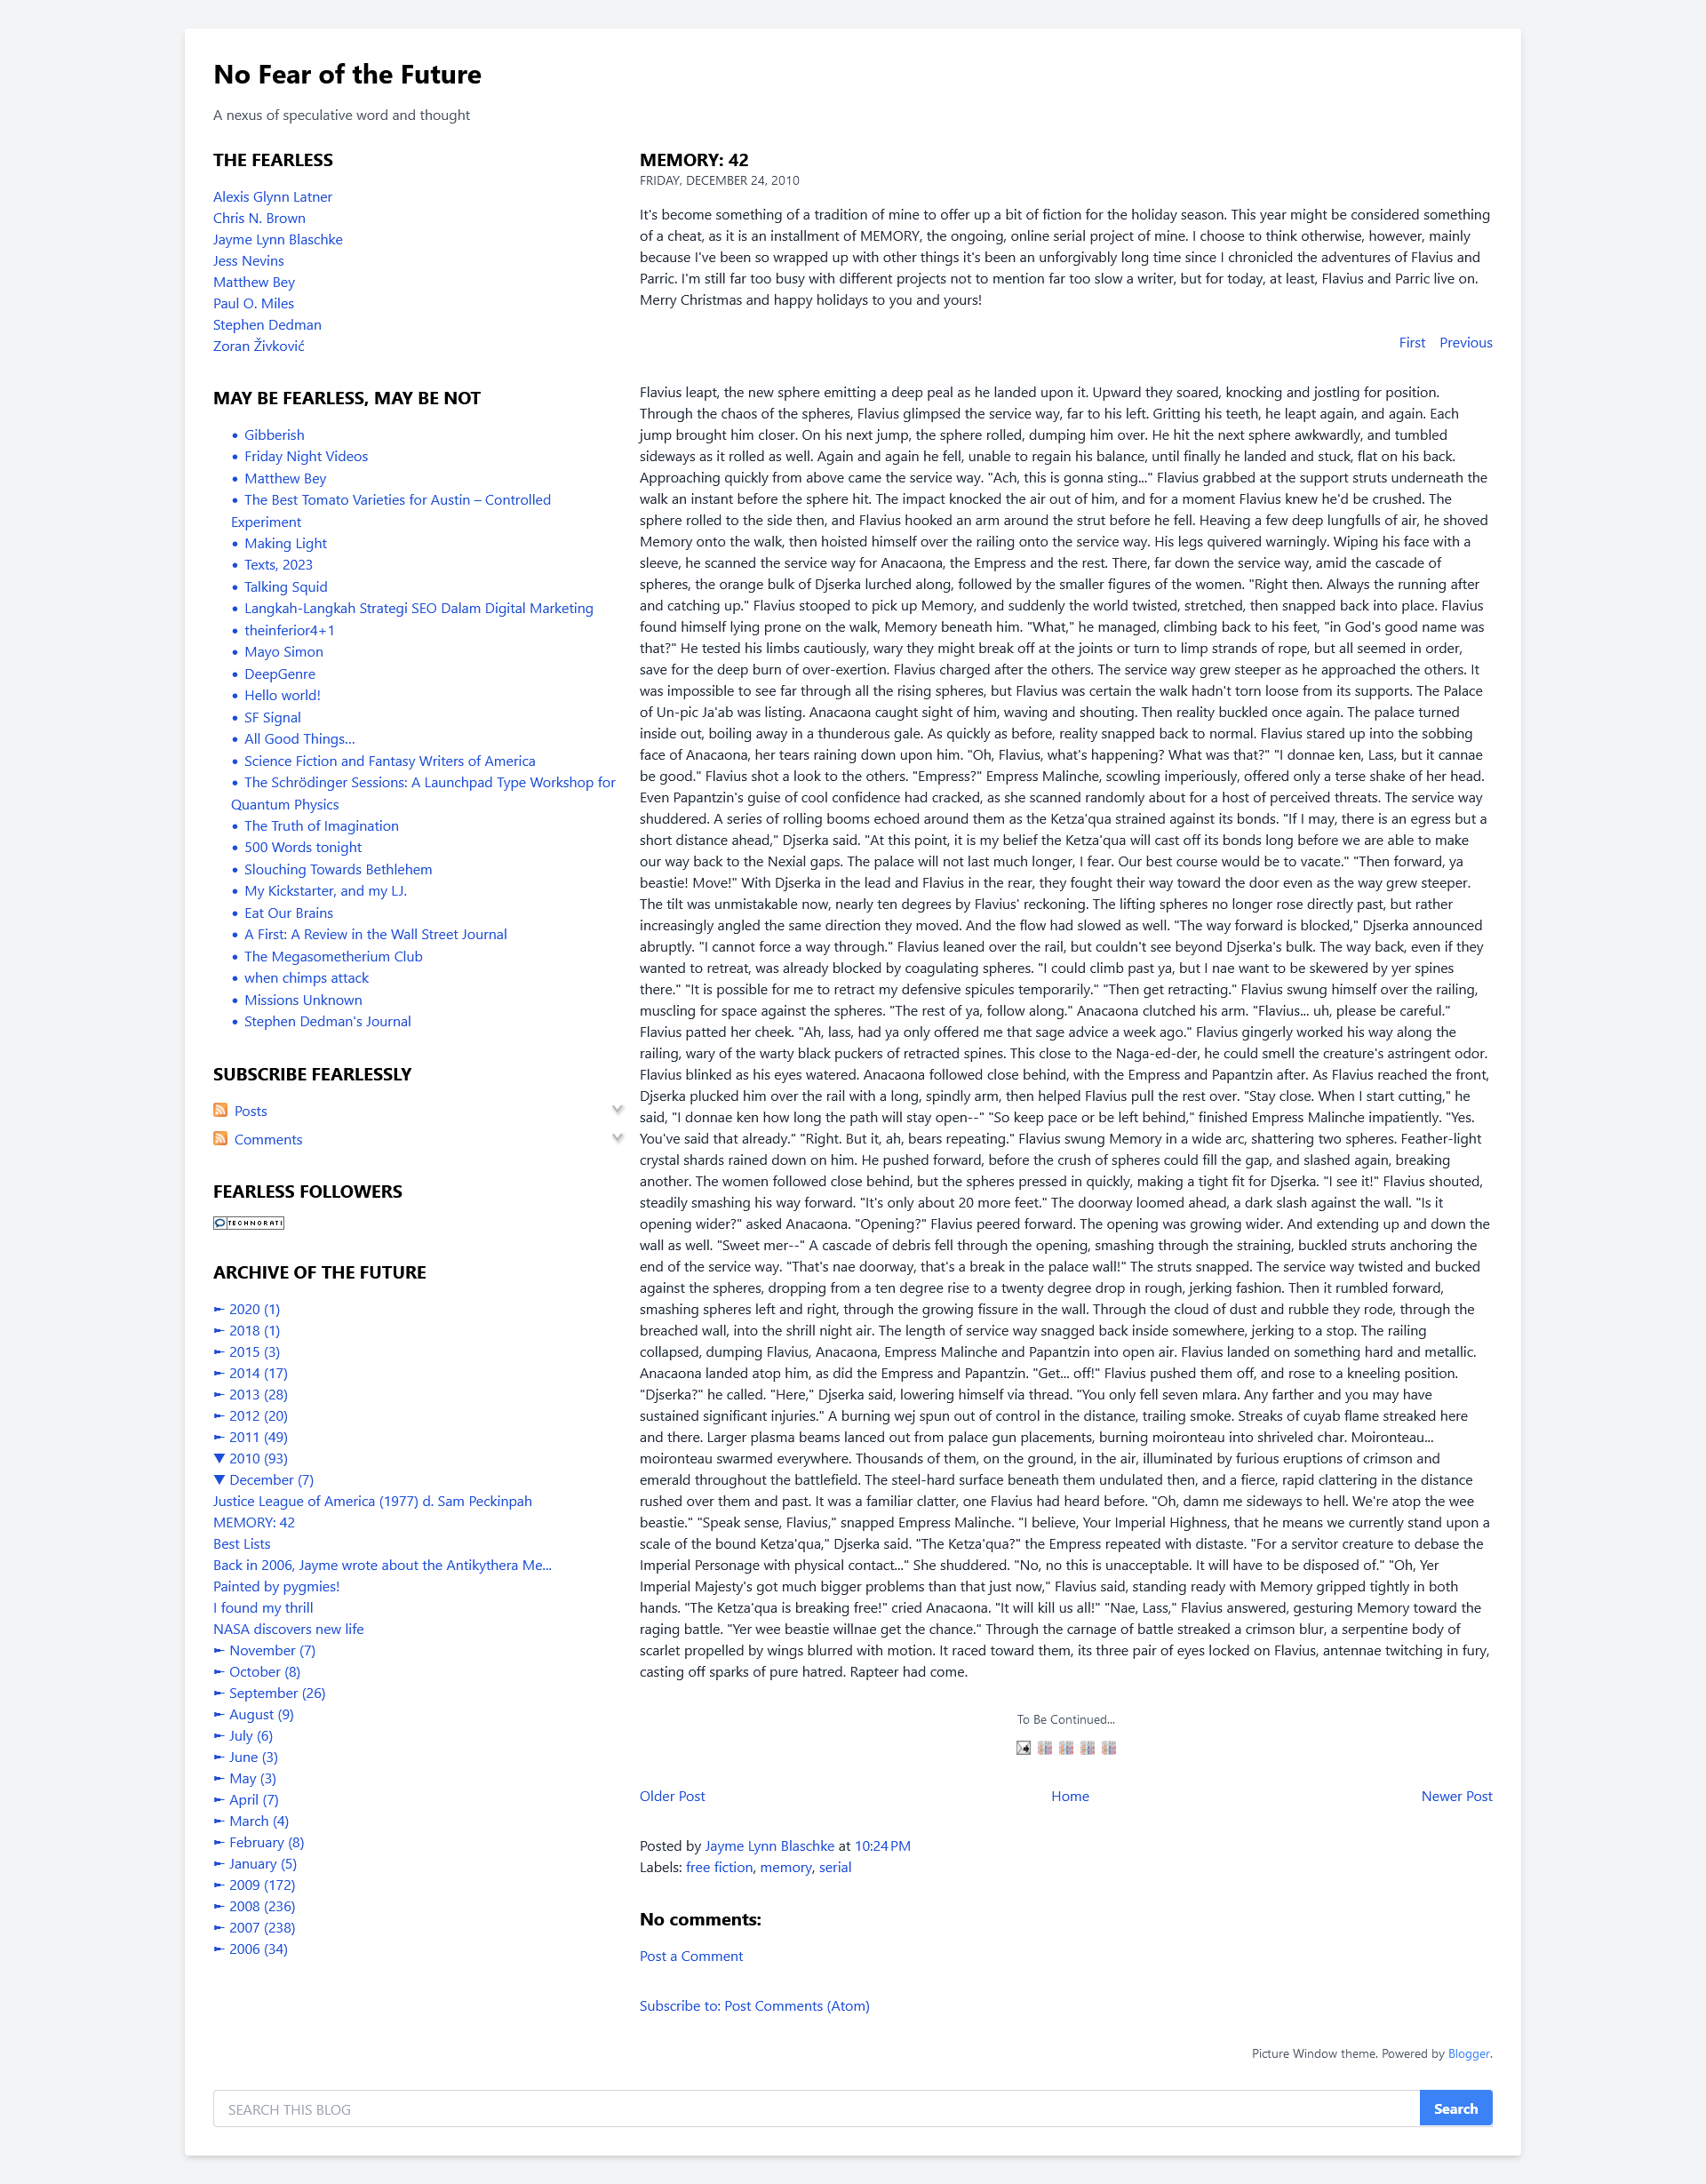 No Fear of the Future
A nexus of speculative word and thought
THE FEARLESS
Alexis Glynn Latner
Chris N. Brown
Jayme Lynn Blaschke
Jess Nevins
Matthew Bey
Paul O. Miles
Stephen Dedman
Zoran Živković
MAY BE FEARLESS, MAY BE NOT
• Gibberish
• Friday Night Videos
• Matthew Bey
• The Best Tomato Varieties for Austin – Controlled
Experiment
• Making Light
• Texts, 2023
• Talking Squid
• Langkah-Langkah Strategi SEO Dalam Digital Marketing
• theinferior4+1
• Mayo Simon
• DeepGenre
• Hello world!
• SF Signal
• All Good Things…
• Science Fiction and Fantasy Writers of America
• The Schrödinger Sessions: A Launchpad Type Workshop for
Quantum Physics
• The Truth of Imagination
• 500 Words tonight
• Slouching Towards Bethlehem
• My Kickstarter, and my LJ.
• Eat Our Brains
• A First: A Review in the Wall Street Journal
• The Megasometherium Club
• when chimps attack
• Missions Unknown
• Stephen Dedman's Journal
SUBSCRIBE FEARLESSLY
Posts
Comments
FEARLESS FOLLOWERS
TECHNORATI
ARCHIVE OF THE FUTURE
► 2020 (1)
► 2018 (1)
► 2015 (3)
► 2014 (17)
► 2013 (28)
► 2012 (20)
► 2011 (49)
▼ 2010 (93)
▼ December (7)
Justice League of America (1977) d. Sam Peckinpah
MEMORY: 42
Best Lists
Back in 2006, Jayme wrote about the Antikythera Me...
Painted by pygmies!
I found my thrill
NASA discovers new life
► November (7)
► October (8)
► September (26)
► August (9)
► July (6)
► June (3)
► May (3)
► April (7)
► March (4)
► February (8)
► January (5)
► 2009 (172)
► 2008 (236)
► 2007 (238)
► 2006 (34)
MEMORY: 42
FRIDAY, DECEMBER 24, 2010
It's become something of a tradition of mine to offer up a bit of fiction for the holiday season. This year might be considered something
of a cheat, as it is an installment of MEMORY, the ongoing, online serial project of mine. I choose to think otherwise, however, mainly
because I've been so wrapped up with other things it's been an unforgivably long time since I chronicled the adventures of Flavius and
Parric. I'm still far too busy with different projects not to mention far too slow a writer, but for today, at least, Flavius and Parric live on.
Merry Christmas and happy holidays to you and yours!
First Previous
Flavius leapt, the new sphere emitting a deep peal as he landed upon it. Upward they soared, knocking and jostling for position.
Through the chaos of the spheres, Flavius glimpsed the service way, far to his left. Gritting his teeth, he leapt again, and again. Each
jump brought him closer. On his next jump, the sphere rolled, dumping him over. He hit the next sphere awkwardly, and tumbled
sideways as it rolled as well. Again and again he fell, unable to regain his balance, until finally he landed and stuck, flat on his back.
Approaching quickly from above came the service way. "Ach, this is gonna sting..." Flavius grabbed at the support struts underneath the
walk an instant before the sphere hit. The impact knocked the air out of him, and for a moment Flavius knew he'd be crushed. The
sphere rolled to the side then, and Flavius hooked an arm around the strut before he fell. Heaving a few deep lungfulls of air, he shoved
Memory onto the walk, then hoisted himself over the railing onto the service way. His legs quivered warningly. Wiping his face with a
sleeve, he scanned the service way for Anacaona, the Empress and the rest. There, far down the service way, amid the cascade of
spheres, the orange bulk of Djserka lurched along, followed by the smaller figures of the women. "Right then. Always the running after
and catching up." Flavius stooped to pick up Memory, and suddenly the world twisted, stretched, then snapped back into place. Flavius
found himself lying prone on the walk, Memory beneath him. "What," he managed, climbing back to his feet, "in God's good name was
that?" He tested his limbs cautiously, wary they might break off at the joints or turn to limp strands of rope, but all seemed in order,
save for the deep burn of over-exertion. Flavius charged after the others. The service way grew steeper as he approached the others. It
was impossible to see far through all the rising spheres, but Flavius was certain the walk hadn't torn loose from its supports. The Palace
of Un-pic Ja'ab was listing. Anacaona caught sight of him, waving and shouting. Then reality buckled once again. The palace turned
inside out, boiling away in a thunderous gale. As quickly as before, reality snapped back to normal. Flavius stared up into the sobbing
face of Anacaona, her tears raining down upon him. "Oh, Flavius, what's happening? What was that?" "I donnae ken, Lass, but it cannae
be good." Flavius shot a look to the others. "Empress?" Empress Malinche, scowling imperiously, offered only a terse shake of her head.
Even Papantzin's guise of cool confidence had cracked, as she scanned randomly about for a host of perceived threats. The service way
shuddered. A series of rolling booms echoed around them as the Ketza'qua strained against its bonds. "If I may, there is an egress but a
short distance ahead," Djserka said. "At this point, it is my belief the Ketza'qua will cast off its bonds long before we are able to make
our way back to the Nexial gaps. The palace will not last much longer, I fear. Our best course would be to vacate." "Then forward, ya
beastie! Move!" With Djserka in the lead and Flavius in the rear, they fought their way toward the door even as the way grew steeper.
The tilt was unmistakable now, nearly ten degrees by Flavius' reckoning. The lifting spheres no longer rose directly past, but rather
increasingly angled the same direction they moved. And the flow had slowed as well. "The way forward is blocked," Djserka announced
abruptly. "I cannot force a way through." Flavius leaned over the rail, but couldn't see beyond Djserka's bulk. The way back, even if they
wanted to retreat, was already blocked by coagulating spheres. "I could climb past ya, but I nae want to be skewered by yer spines
there." "It is possible for me to retract my defensive spicules temporarily." "Then get retracting." Flavius swung himself over the railing,
muscling for space against the spheres. "The rest of ya, follow along." Anacaona clutched his arm. "Flavius... uh, please be careful."
Flavius patted her cheek. "Ah, lass, had ya only offered me that sage advice a week ago." Flavius gingerly worked his way along the
railing, wary of the warty black puckers of retracted spines. This close to the Naga-ed-der, he could smell the creature's astringent odor.
Flavius blinked as his eyes watered. Anacaona followed close behind, with the Empress and Papantzin after. As Flavius reached the front,
Djserka plucked him over the rail with a long, spindly arm, then helped Flavius pull the rest over. "Stay close. When I start cutting," he
said, "I donnae ken how long the path will stay open--" "So keep pace or be left behind," finished Empress Malinche impatiently. "Yes.
You've said that already." "Right. But it, ah, bears repeating." Flavius swung Memory in a wide arc, shattering two spheres. Feather-light
crystal shards rained down on him. He pushed forward, before the crush of spheres could fill the gap, and slashed again, breaking
another. The women followed close behind, but the spheres pressed in quickly, making a tight fit for Djserka. "I see it!" Flavius shouted,
steadily smashing his way forward. "It's only about 20 more feet." The doorway loomed ahead, a dark slash against the wall. "Is it
opening wider?" asked Anacaona. "Opening?" Flavius peered forward. The opening was growing wider. And extending up and down the
wall as well. "Sweet mer--" A cascade of debris fell through the opening, smashing through the straining, buckled struts anchoring the
end of the service way. "That's nae doorway, that's a break in the palace wall!" The struts snapped. The service way twisted and bucked
against the spheres, dropping from a ten degree rise to a twenty degree drop in rough, jerking fashion. Then it rumbled forward,
smashing spheres left and right, through the growing fissure in the wall. Through the cloud of dust and rubble they rode, through the
breached wall, into the shrill night air. The length of service way snagged back inside somewhere, jerking to a stop. The railing
collapsed, dumping Flavius, Anacaona, Empress Malinche and Papantzin into open air. Flavius landed on something hard and metallic.
Anacaona landed atop him, as did the Empress and Papantzin. "Get... off!" Flavius pushed them off, and rose to a kneeling position.
"Djserka?" he called. "Here," Djserka said, lowering himself via thread. "You only fell seven mlara. Any farther and you may have
sustained significant injuries." A burning wej spun out of control in the distance, trailing smoke. Streaks of cuyab flame streaked here
and there. Larger plasma beams lanced out from palace gun placements, burning moironteau into shriveled char. Moironteau...
moironteau swarmed everywhere. Thousands of them, on the ground, in the air, illuminated by furious eruptions of crimson and
emerald throughout the battlefield. The steel-hard surface beneath them undulated then, and a fierce, rapid clattering in the distance
rushed over them and past. It was a familiar clatter, one Flavius had heard before. "Oh, damn me sideways to hell. We're atop the wee
beastie." "Speak sense, Flavius," snapped Empress Malinche. "I believe, Your Imperial Highness, that he means we currently stand upon a
scale of the bound Ketza'qua," Djserka said. "The Ketza'qua?" the Empress repeated with distaste. "For a servitor creature to debase the
Imperial Personage with physical contact..." She shuddered. "No, no this is unacceptable. It will have to be disposed of." "Oh, Yer
Imperial Majesty's got much bigger problems than that just now," Flavius said, standing ready with Memory gripped tightly in both
hands. "The Ketza'qua is breaking free!" cried Anacaona. "It will kill us all!" "Nae, Lass," Flavius answered, gesturing Memory toward the
raging battle. "Yer wee beastie willnae get the chance." Through the carnage of battle streaked a crimson blur, a serpentine body of
scarlet propelled by wings blurred with motion. It raced toward them, its three pair of eyes locked on Flavius, antennae twitching in fury,
casting off sparks of pure hatred. Rapteer had come.
To Be Continued...
Older Post Home Newer Post
Posted by Jayme Lynn Blaschke at 10:24 PM
Labels: free fiction, memory, serial
No comments:
Post a Comment
Subscribe to: Post Comments (Atom)
Picture Window theme. Powered by Blogger.
SEARCH THIS BLOG
Search